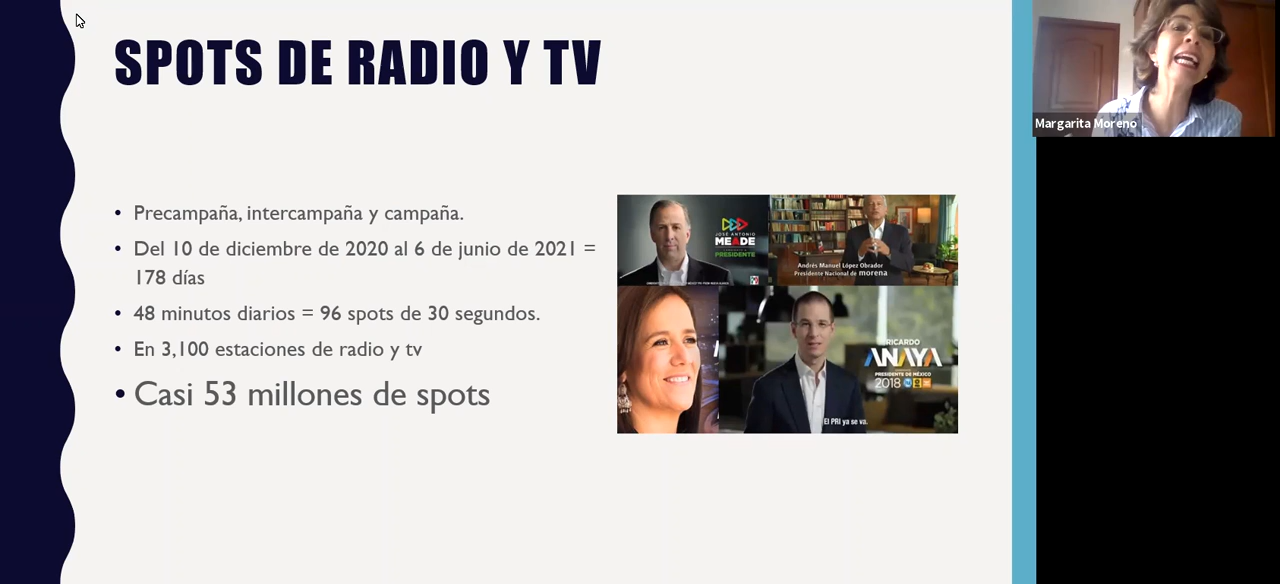 SPOTS DE RADIO Y TV
Margarita Moreno
• Precampaña, intercampaña y campaña.
• Del 10 de diciembre de 2020 al 6 de junio de 2021 =
178 días
• 48 minutos diarios = 96 spots de 30 segundos.
• En 3,100 estaciones de radio y tv
• Casi 53 millones de spots
JOSÉ ANTONIO
MEADE
PRESIDENTE
Andrés Manuel López Obrador
Presidente Nacional de morena
RICARDO
ANAYA
PRESIDENTE DE MÉXICO
2018
El PRI ya se va.